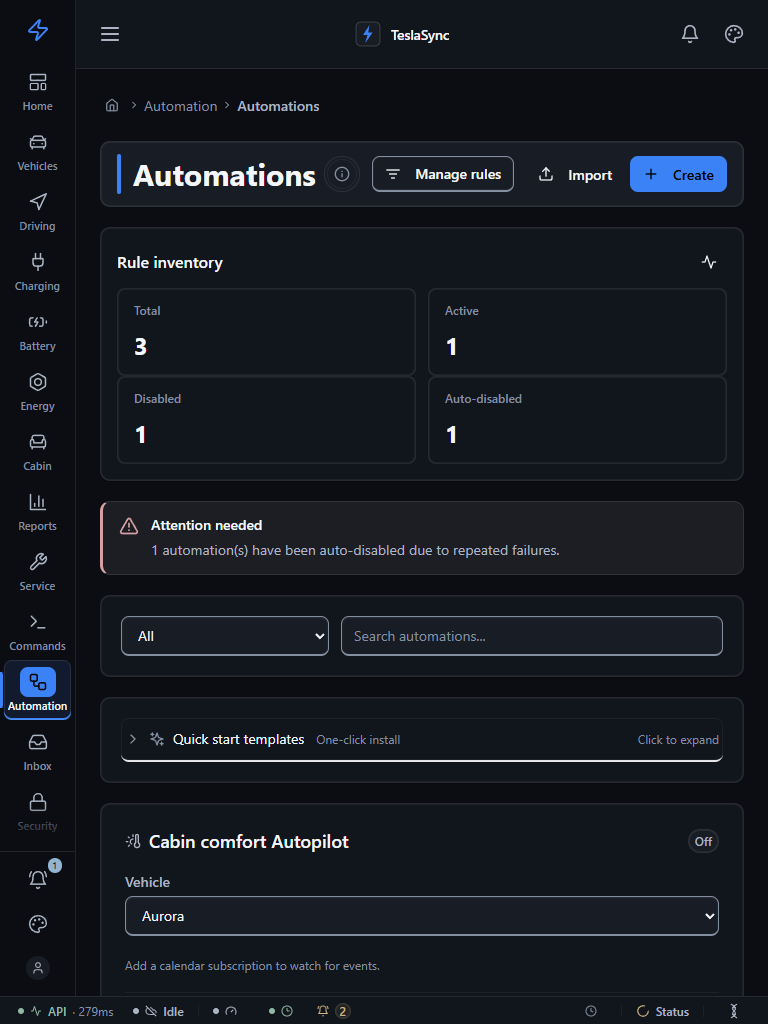 TeslaSync
Home
Vehicles
Driving
Charging
Battery
Energy
Cabin
Reports
Service
Commands
Automation
Inbox
Security
1
Automation > Automations
Automations
Manage rules
Import
Create
Rule inventory
Total
3
Active
1
Disabled
1
Auto-disabled
1
Attention needed
1 automation(s) have been auto-disabled due to repeated failures.
All
Search automations...
Quick start templates One-click install Click to expand
Cabin comfort Autopilot
Off
Vehicle
Aurora
Add a calendar subscription to watch for events.
API · 279ms
Idle
2
Status